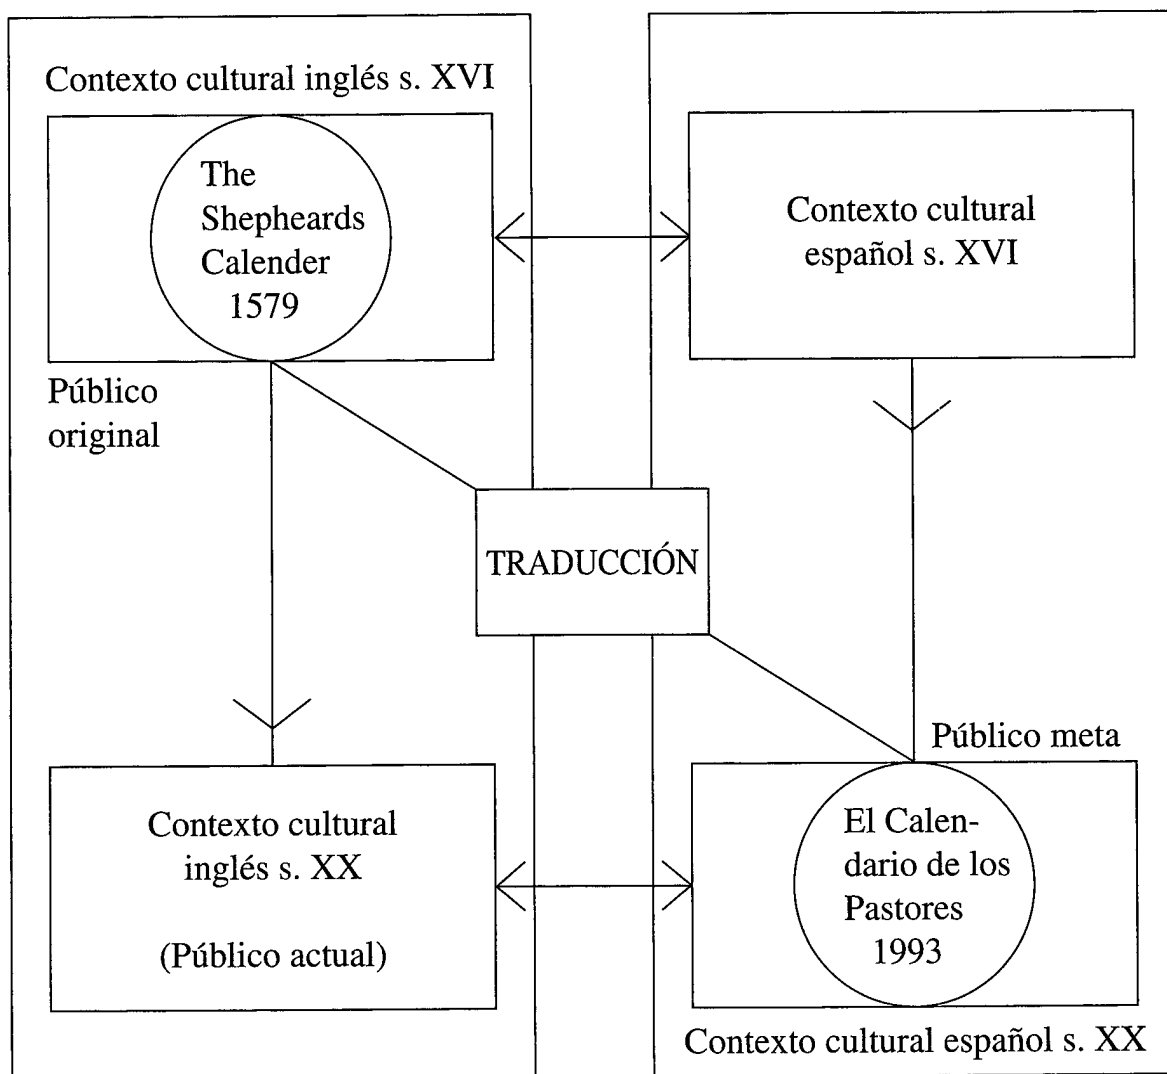 Contexto cultural inglés s. XVI
The
Shepheards
Calender
1579
Público
original
Contexto cultural
español s. XVI
TRADUCCIÓN
Contexto cultural
inglés s. XX
(Público actual)
Público meta
El Calen-
dario de los
Pastores
1993
Contexto cultural español s. XX